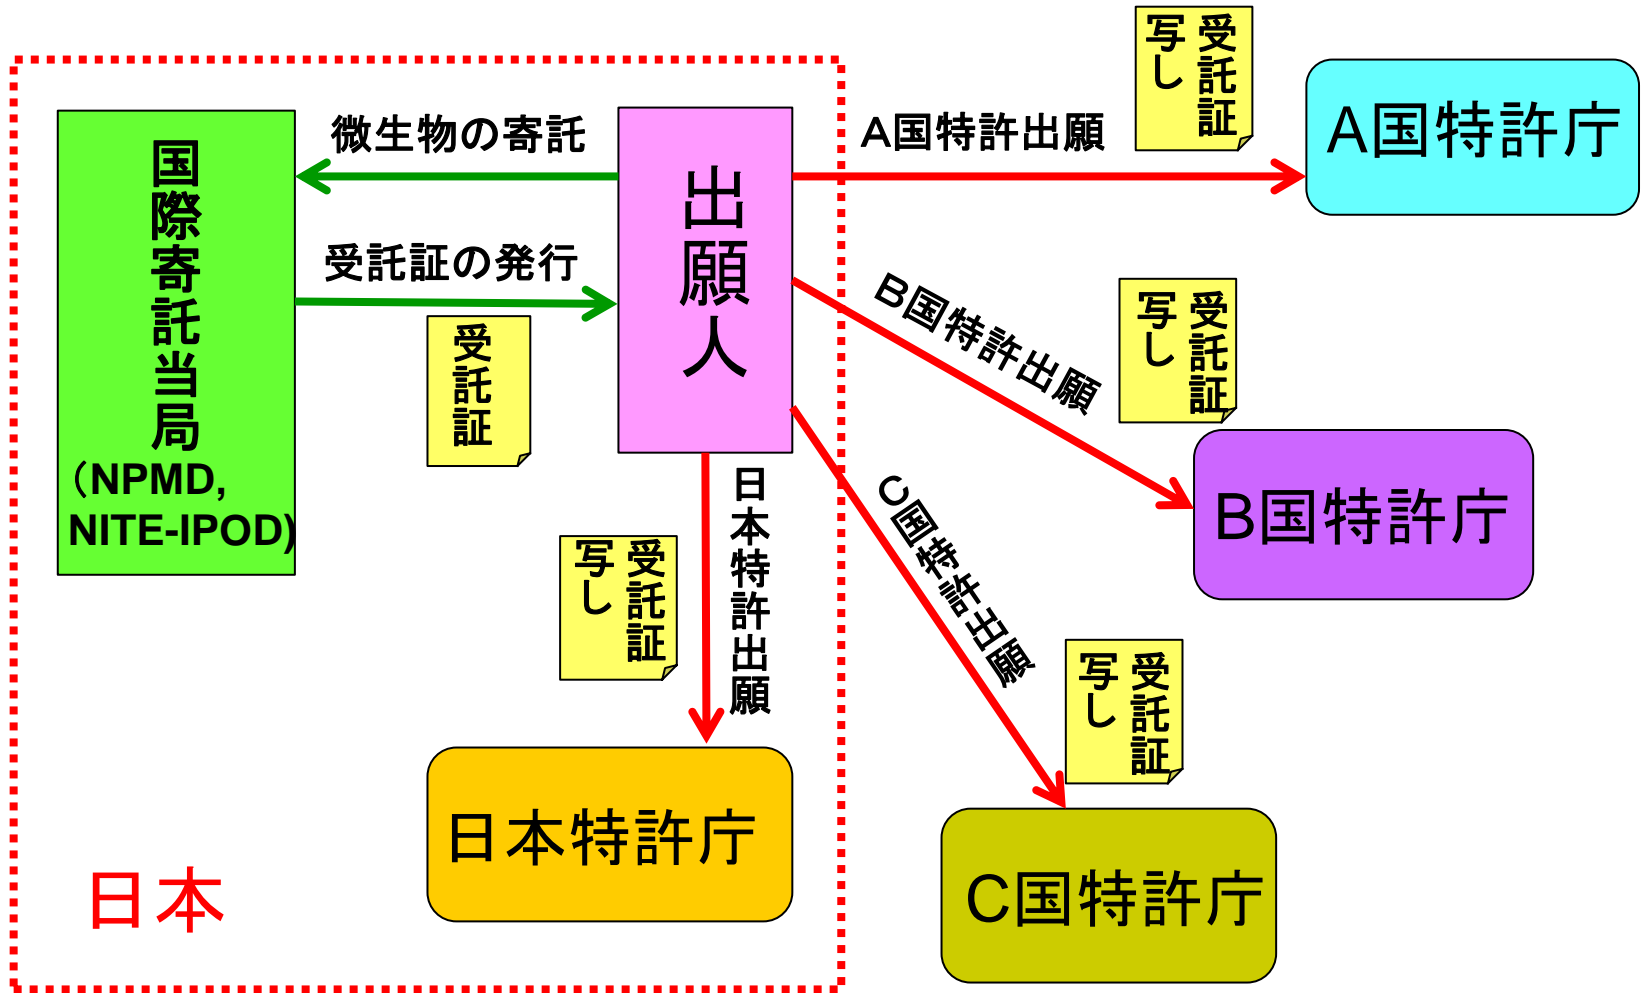 国際寄託当局
（NPMD,
NITE-IPOD)
微生物の寄託
受託証の発行
受託証
出願人
日本特許出願
受託証
写し
日本特許庁
日本
A国特許出願
受託証
写し
A国特許庁
B国特許出願
受託証
写し
B国特許庁
C国特許出願
受託証
写し
C国特許庁